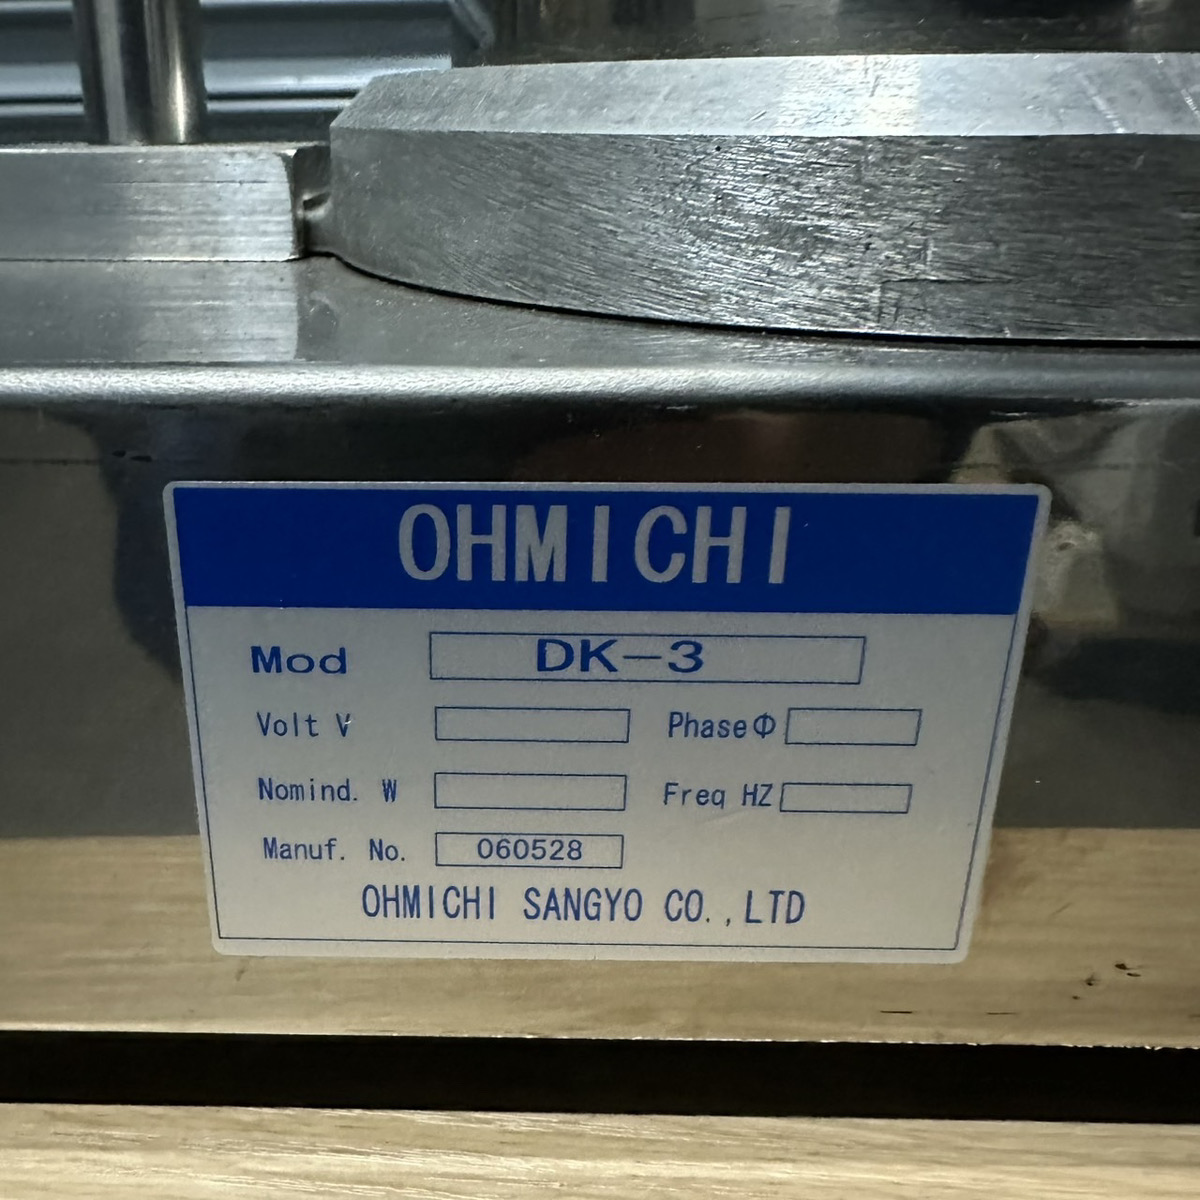 OHMICHI
Mod DK-3
Volt V Phase Φ
Nomind. W Freq HZ
Manuf. No. 060528
OHMICHI SANGYO CO.,LTD